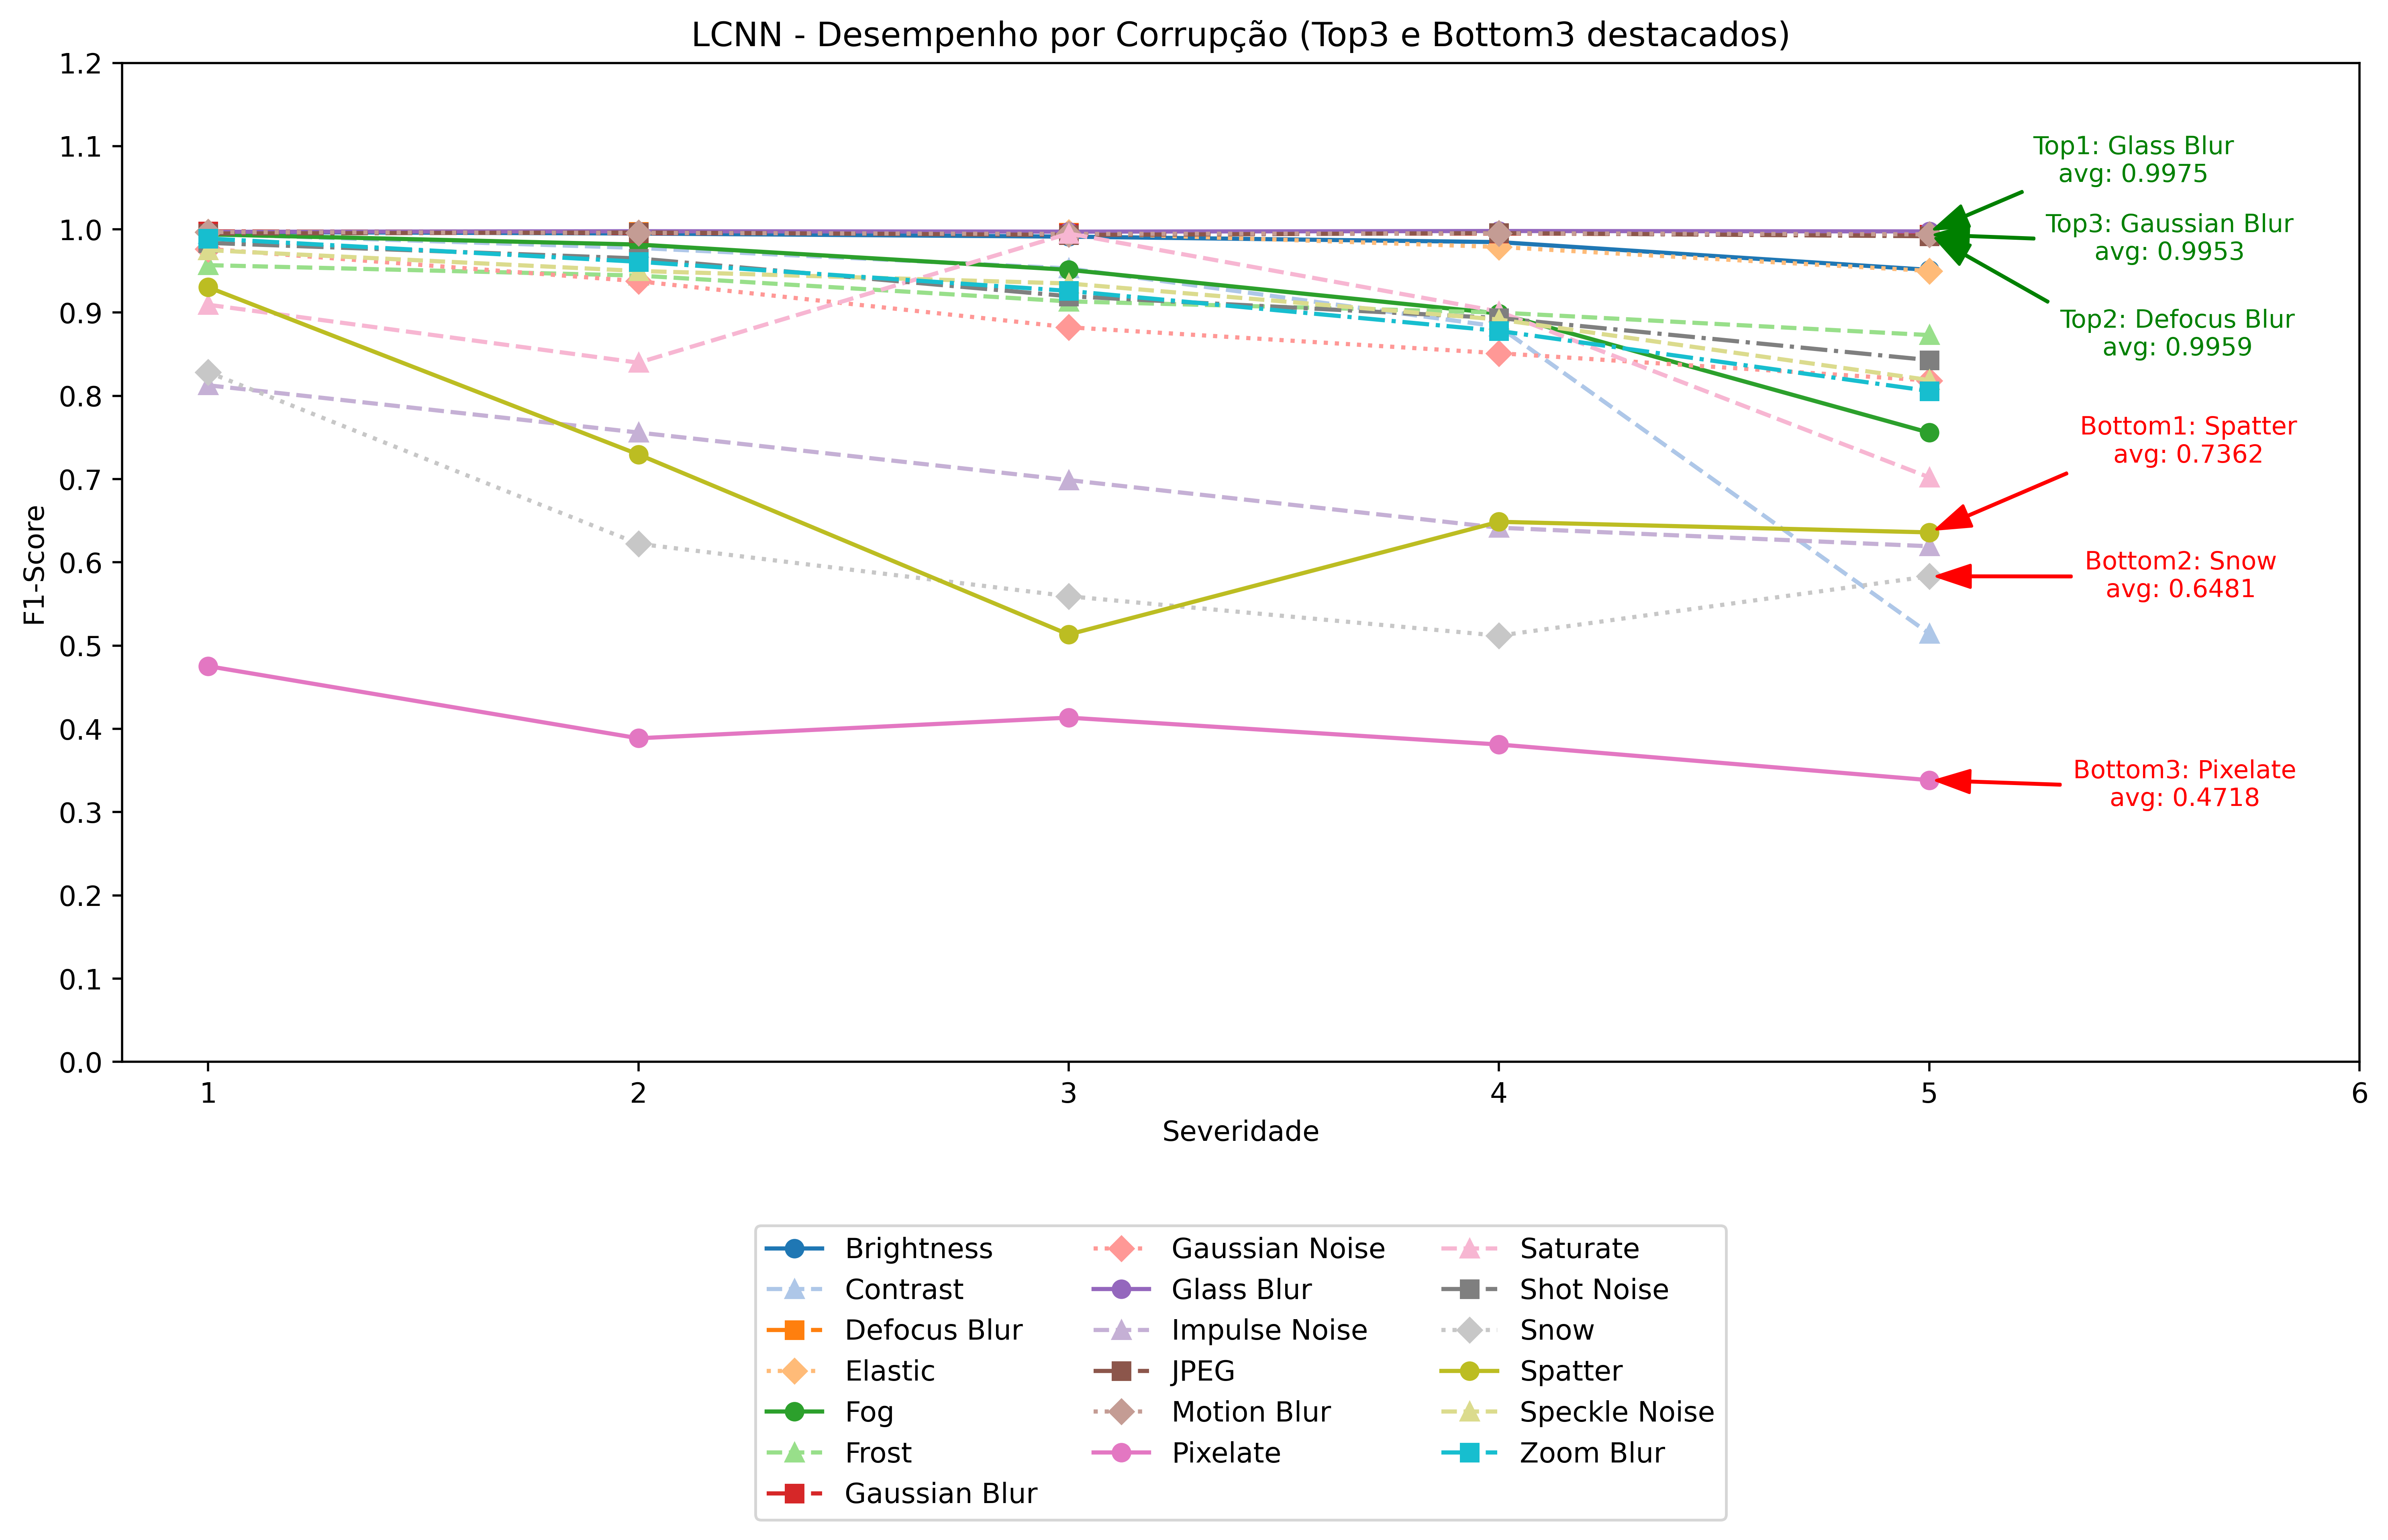 LCNN - Desempenho por Corrupção (Top3 e Bottom3 destacados)
F1-Score
1.2
1.1
1.0
0.9
0.8
0.7
0.6
0.5
0.4
0.3
0.2
0.1
0.0
Top1: Glass Blur
avg: 0.9975
Top3: Gaussian Blur
avg: 0.9953
Top2: Defocus Blur
avg: 0.9959
Bottom1: Spatter
avg: 0.7362
Bottom2: Snow
avg: 0.6481
Bottom3: Pixelate
avg: 0.4718
1
2
3
4
5
6
Severidade
Brightness
Contrast
Defocus Blur
Elastic
Fog
Frost
Gaussian Blur
Gaussian Noise
Glass Blur
Impulse Noise
JPEG
Motion Blur
Pixelate
Saturate
Shot Noise
Snow
Spatter
Speckle Noise
Zoom Blur